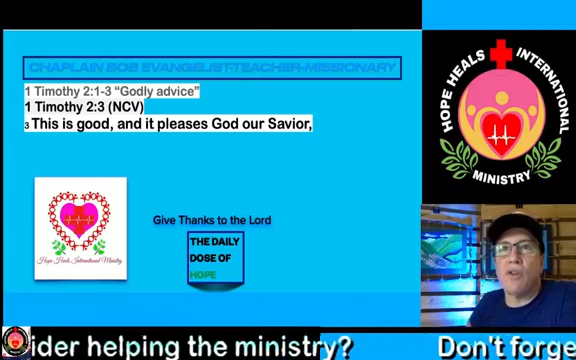 CHAPLAIN BOB EVANGELIST-TEACHER-MISSIONARY
1 Timothy 2:1-3 “Godly advice”
1 Timothy 2:3 (NCV)
3 This is good, and it pleases God our Savior,
Hope Heals International Ministry
Give Thanks to the Lord
THE DAILY
DOSE OF
HOPE
HOPE HEALS INTERNATIONAL
MINISTRY
ider helping the ministry? Don't forge